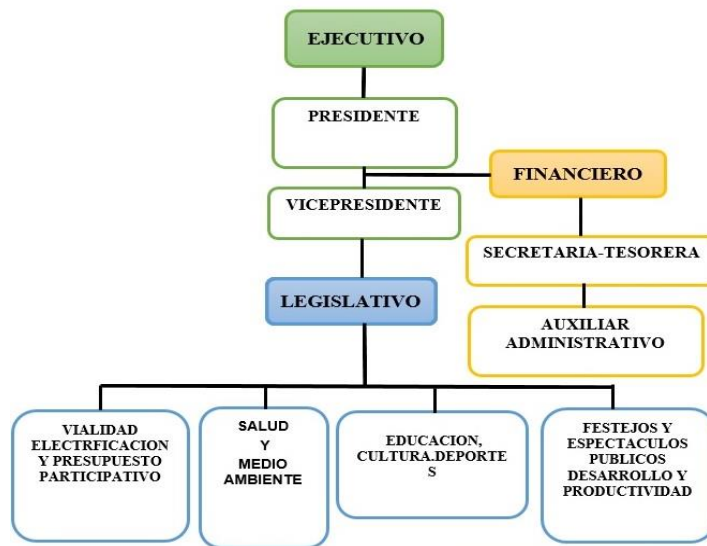 EJECUTIVO
PRESIDENTE
FINANCIERO
VICEPRESIDENTE
SECRETARIA-TESORERA
LEGISLATIVO
AUXILIAR
ADMINISTRATIVO
VIALIDAD
ELECTRFICACION
Y PRESUPUESTO
PARTICIPATIVO
SALUD
Y
MEDIO
AMBIENTE
EDUCACION,
CULTURA.DEPORTE
S
FESTEJOS Y
ESPECTACULOS
PUBLICOS
DESARROLLO Y
PRODUCTIVIDAD